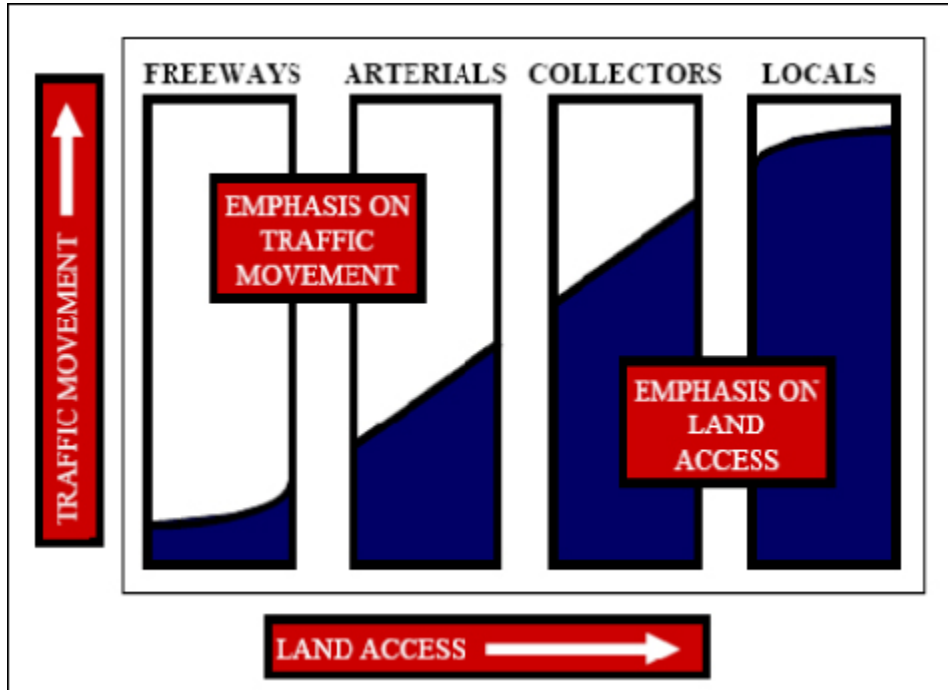 FREEWAYS ARTERIALS COLLECTORS LOCALS
EMPHASIS ON
TRAFFIC
MOVEMENT
TRAFFIC MOVEMENT
EMPHASIS ON
LAND
ACCESS
LAND ACCESS